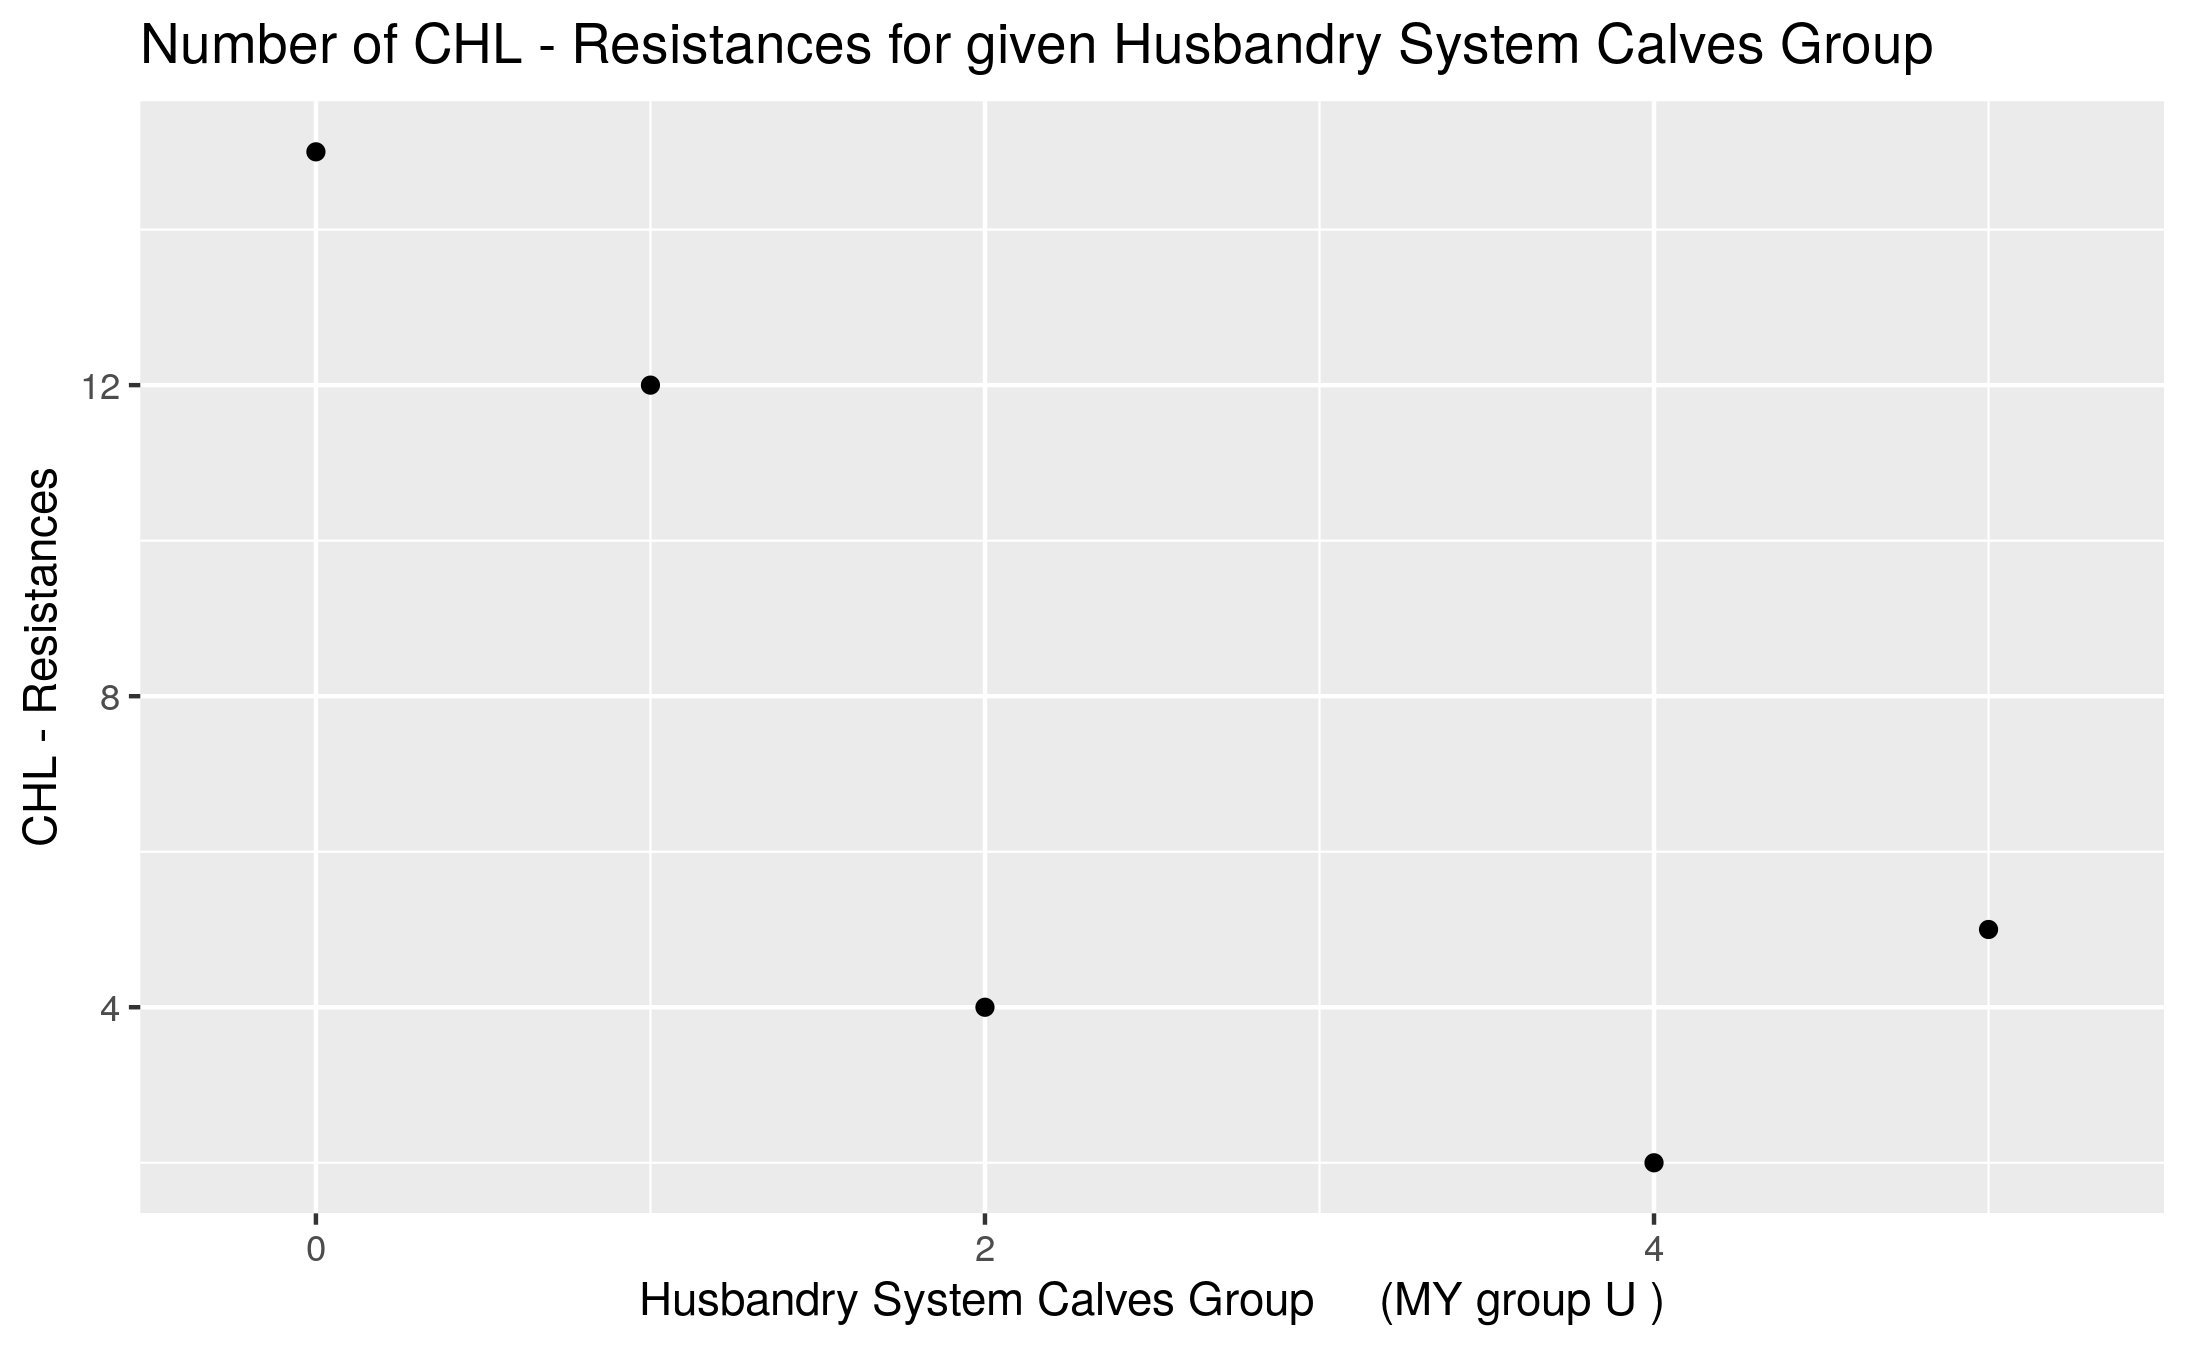 Number of CHL - Resistances for given Husbandry System Calves Group
CHL - Resistances
12
8
4
0 2 4
Husbandry System Calves Group (MY group U )